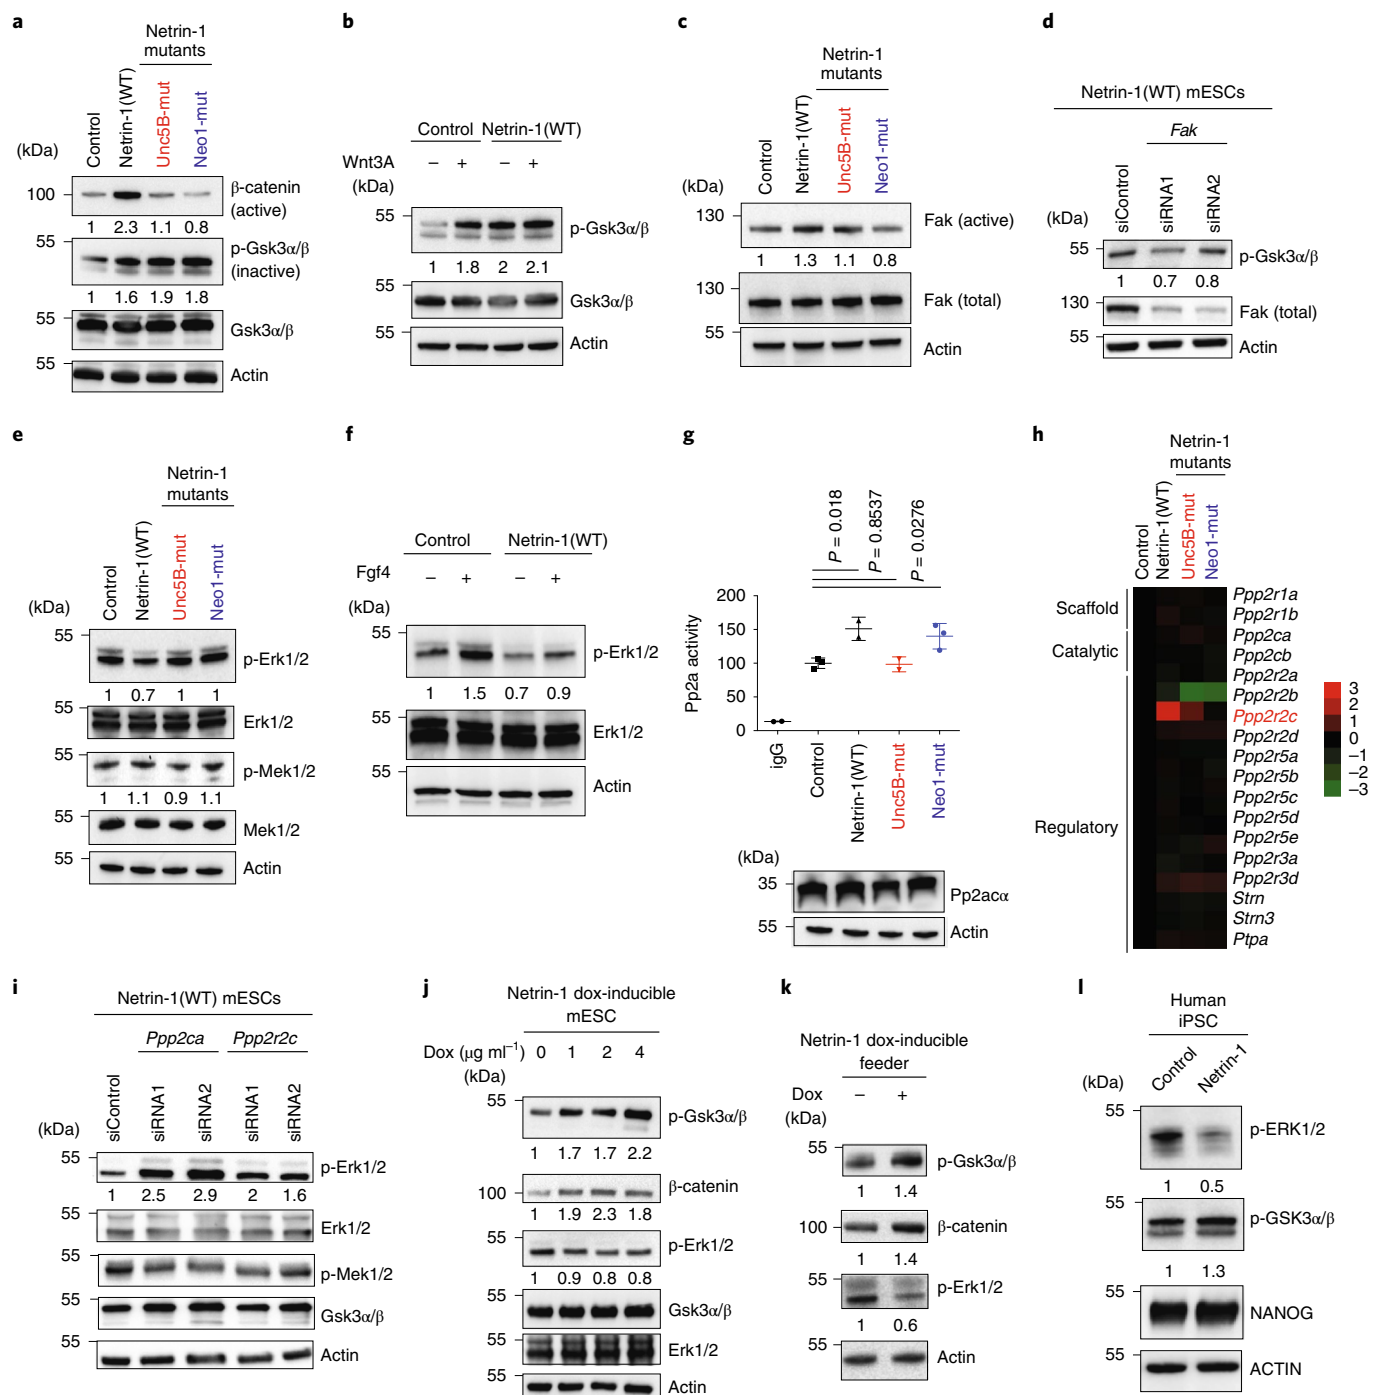 a
Netrin-1
mutants
Control
Netrin-1(WT)
Unc5B-mut
Neo1-mut
(kDa)
100
β-catenin
(active)
1 2.3 1.1 0.8
55
p-Gsk3α/β
(inactive)
1 1.6 1.9 1.8
55
Gsk3α/β
55
Actin
b
Control Netrin-1(WT)
Wnt3A – + – +
(kDa)
55
p-Gsk3α/β
1 1.8 2 2.1
55
Gsk3α/β
55
Actin
c
Netrin-1
mutants
Control
Netrin-1(WT)
Unc5B-mut
Neo1-mut
(kDa)
130
Fak (active)
1 1.3 1.1 0.8
130
Fak (total)
55
Actin
d
Netrin-1(WT) mESCs
Fak
siControl
siRNA1
siRNA2
(kDa)
55
p-Gsk3α/β
1 0.7 0.8
130
Fak (total)
55
Actin
e
Netrin-1
mutants
Control
Netrin-1(WT)
Unc5B-mut
Neo1-mut
(kDa)
55
p-Erk1/2
1 0.7 1 1
55
Erk1/2
55
p-Mek1/2
1 1.1 0.9 1.1
55
Mek1/2
55
Actin
f
Control Netrin-1(WT)
Fgf4 – + – +
(kDa)
55
p-Erk1/2
1 1.5 0.7 0.9
55
Erk1/2
55
Actin
g
P = 0.018
P = 0.8537
P = 0.0276
Pp2a activity
200
150
100
50
0
igG
Control
Netrin-1(WT)
Unc5B-mut
Neo1-mut
(kDa)
35
Pp2acα
55
Actin
h
Netrin-1
mutants
Control
Netrin-1(WT)
Unc5B-mut
Neo1-mut
Scaffold
Catalytic
Regulatory
Ppp2r1a
Ppp2r1b
Ppp2ca
Ppp2cb
Ppp2r2a
Ppp2r2b
Ppp2r2c
Ppp2r2d
Ppp2r5a
Ppp2r5b
Ppp2r5c
Ppp2r5d
Ppp2r5e
Ppp2r3a
Ppp2r3d
Strn
Strn3
Ptpa
3
2
1
0
–1
–2
–3
i
Netrin-1(WT) mESCs
Ppp2ca Ppp2r2c
siControl
siRNA1
siRNA2
siRNA1
siRNA2
(kDa)
55
p-Erk1/2
1 2.5 2.9 2 1.6
55
Erk1/2
55
p-Mek1/2
55
Gsk3α/β
55
Actin
j
Netrin-1 dox-inducible
mESC
Dox (μg ml⁻¹) 0 1 2 4
(kDa)
55
p-Gsk3α/β
1 1.7 1.7 2.2
100
β-catenin
1 1.9 2.3 1.8
55
p-Erk1/2
1 0.9 0.8 0.8
55
Gsk3α/β
55
Erk1/2
55
Actin
k
Netrin-1 dox-inducible
feeder
Dox – +
(kDa)
55
p-Gsk3α/β
1 1.4
100
β-catenin
1 1.4
55
p-Erk1/2
1 0.6
55
Actin
l
Human
iPSC
Control
Netrin-1
(kDa)
55
p-ERK1/2
1 0.5
55
p-GSK3α/β
1 1.3
55
NANOG
55
ACTIN